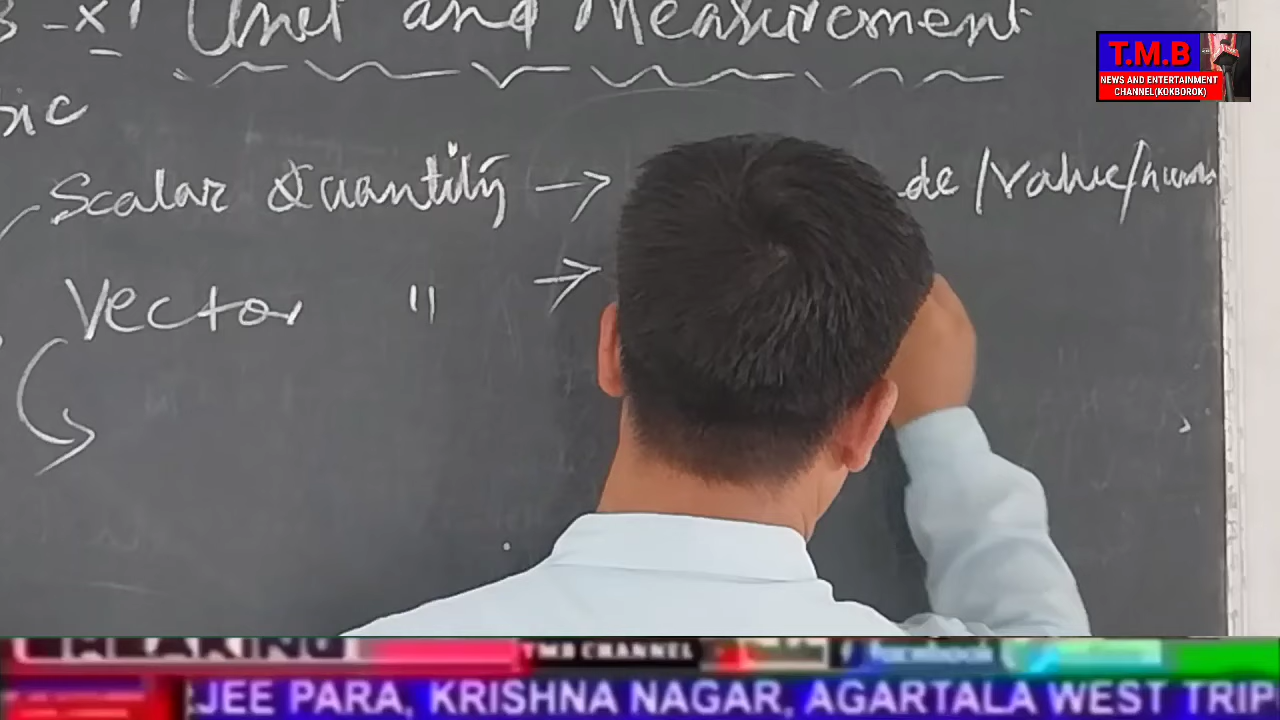 Unit and Measurement
T.M.B
NEWS AND ENTERTAINMENT
CHANNEL(KOKBOROK)
Scalar Quantity → de /value/
Vector " →
TMB CHANNEL
facebook
JEE PARA, KRISHNA NAGAR, AGARTALA WEST TRIP